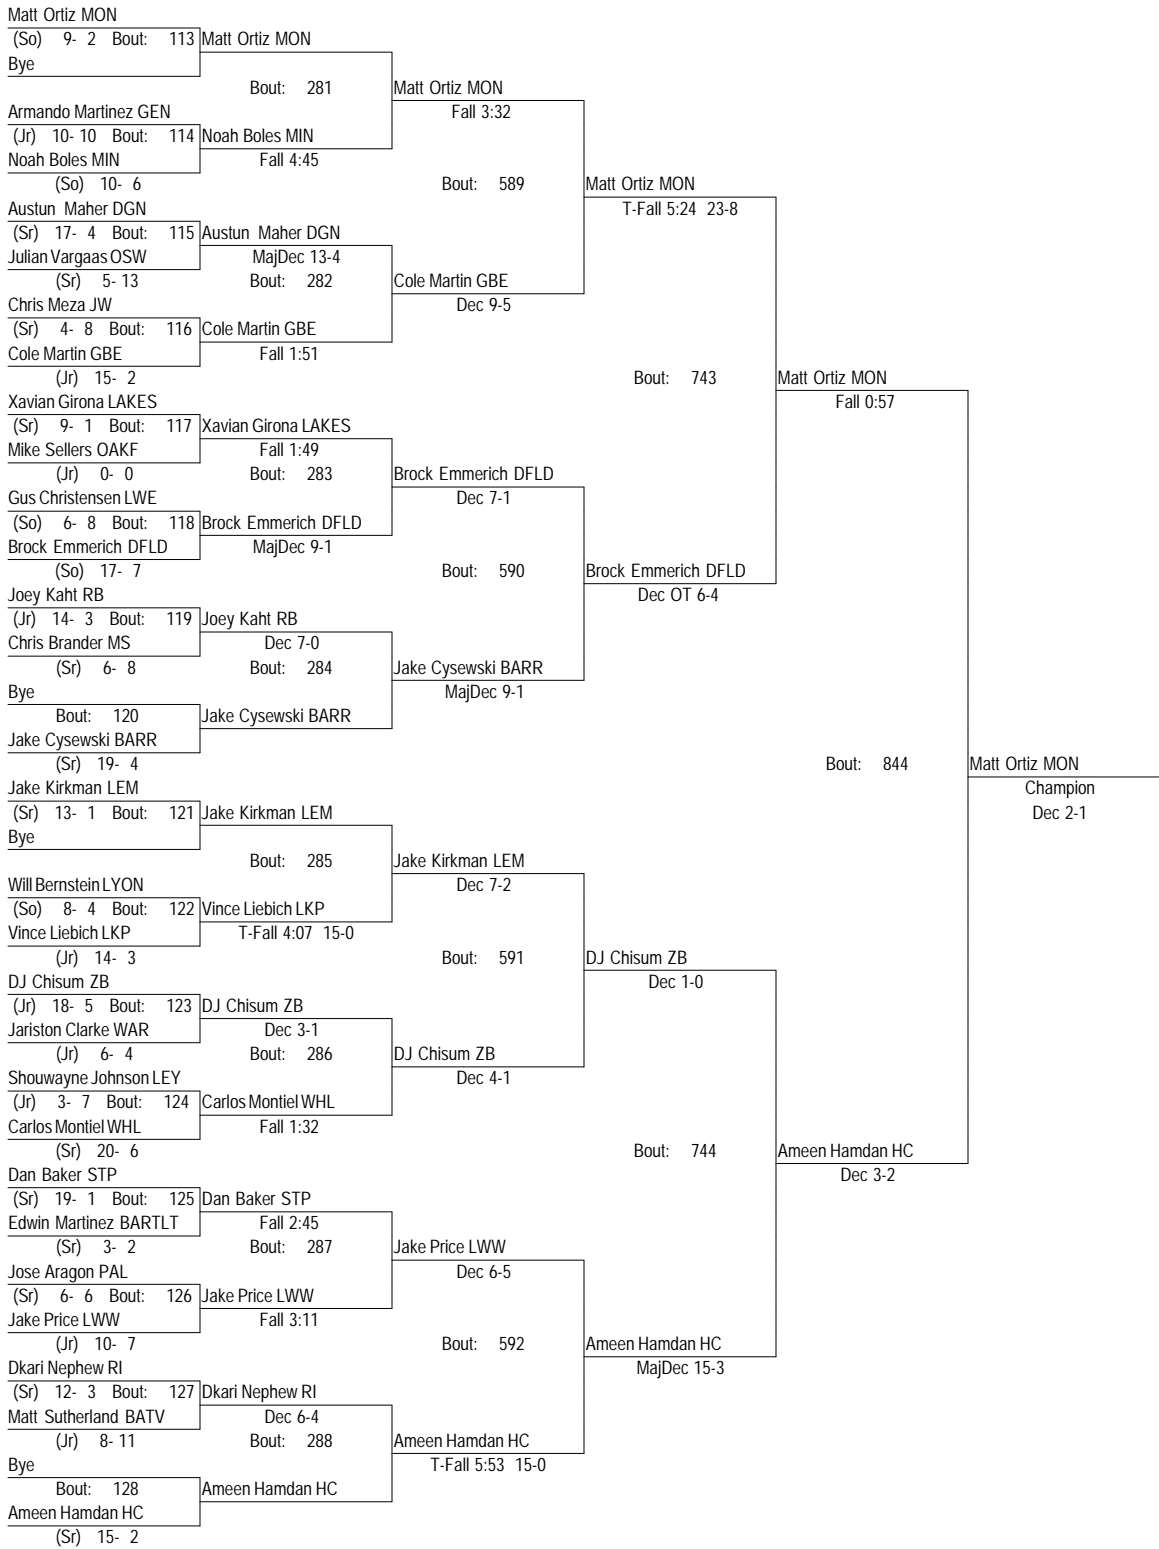 Matt Ortiz MON
(So) 9- 2 Bout: 113 Matt Ortiz MON
Bye
Bout: 281 Matt Ortiz MON
Armando Martinez GEN Fall 3:32
(Jr) 10- 10 Bout: 114 Noah Boles MIN
Noah Boles MIN Fall 4:45
(So) 10- 6 Bout: 589 Matt Ortiz MON
Austun Maher DGN T-Fall 5:24 23-8
(Sr) 17- 4 Bout: 115 Austun Maher DGN
Julian Vargaas OSW MajDec 13-4
(Sr) 5- 13 Bout: 282 Cole Martin GBE
Chris Meza JW Dec 9-5
(Sr) 4- 8 Bout: 116 Cole Martin GBE
Cole Martin GBE Fall 1:51
(Jr) 15- 2 Bout: 743 Matt Ortiz MON
Xavian Girona LAKES Fall 0:57
(Sr) 9- 1 Bout: 117 Xavian Girona LAKES
Mike Sellers OAKF Fall 1:49
(Jr) 0- 0 Bout: 283 Brock Emmerich DFLD
Gus Christensen LWE Dec 7-1
(So) 6- 8 Bout: 118 Brock Emmerich DFLD
Brock Emmerich DFLD MajDec 9-1
(So) 17- 7 Bout: 590 Brock Emmerich DFLD
Joey Kaht RB Dec OT 6-4
(Jr) 14- 3 Bout: 119 Joey Kaht RB
Chris Brander MS Dec 7-0
(Sr) 6- 8 Bout: 284 Jake Cysewski BARR
Bye MajDec 9-1
Bout: 120 Jake Cysewski BARR
Jake Cysewski BARR
(Sr) 19- 4 Bout: 844 Matt Ortiz MON
Jake Kirkman LEM Champion
(Sr) 13- 1 Bout: 121 Jake Kirkman LEM Dec 2-1
Bye
Bout: 285 Jake Kirkman LEM
Will Bernstein LYON Dec 7-2
(So) 8- 4 Bout: 122 Vince Liebich LKP
Vince Liebich LKP T-Fall 4:07 15-0
(Jr) 14- 3 Bout: 591 DJ Chisum ZB
DJ Chisum ZB Dec 1-0
(Jr) 18- 5 Bout: 123 DJ Chisum ZB
Jariston Clarke WAR Dec 3-1
(Jr) 6- 4 Bout: 286 DJ Chisum ZB
Shouwayne Johnson LEY Dec 4-1
(Jr) 3- 7 Bout: 124 Carlos Montiel WHL
Carlos Montiel WHL Fall 1:32
(Sr) 20- 6 Bout: 744 Ameen Hamdan HC
Dan Baker STP Dec 3-2
(Sr) 19- 1 Bout: 125 Dan Baker STP
Edwin Martinez BARTLT Fall 2:45
(Sr) 3- 2 Bout: 287 Jake Price LWW
Jose Aragon PAL Dec 6-5
(Sr) 6- 6 Bout: 126 Jake Price LWW
Jake Price LWW Fall 3:11
(Jr) 10- 7 Bout: 592 Ameen Hamdan HC
Dkari Nephew RI MajDec 15-3
(Sr) 12- 3 Bout: 127 Dkari Nephew RI
Matt Sutherland BATV Dec 6-4
(Jr) 8- 11 Bout: 288 Ameen Hamdan HC
Bye T-Fall 5:53 15-0
Bout: 128 Ameen Hamdan HC
Ameen Hamdan HC
(Sr) 15- 2